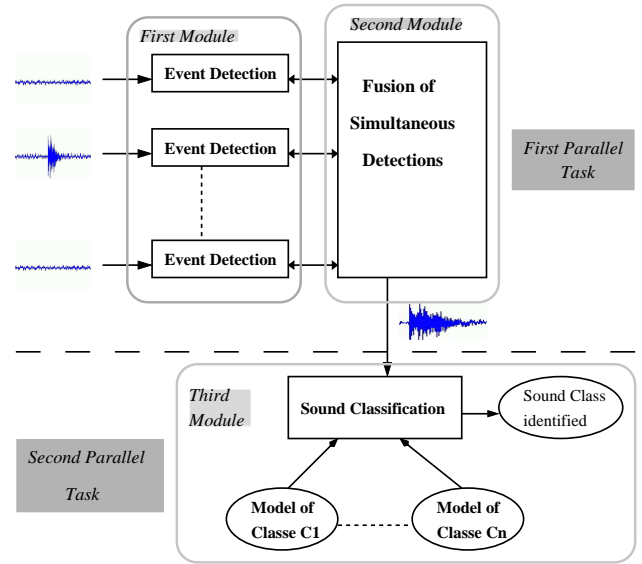 First Module
Second Module
Event Detection
Event Detection
Event Detection
Fusion of
Simultaneous
Detections
First Parallel
Task
Third
Module
Sound Classification
Sound Class
identified
Second Parallel
Task
Model of
Classe C1
Model of
Classe Cn